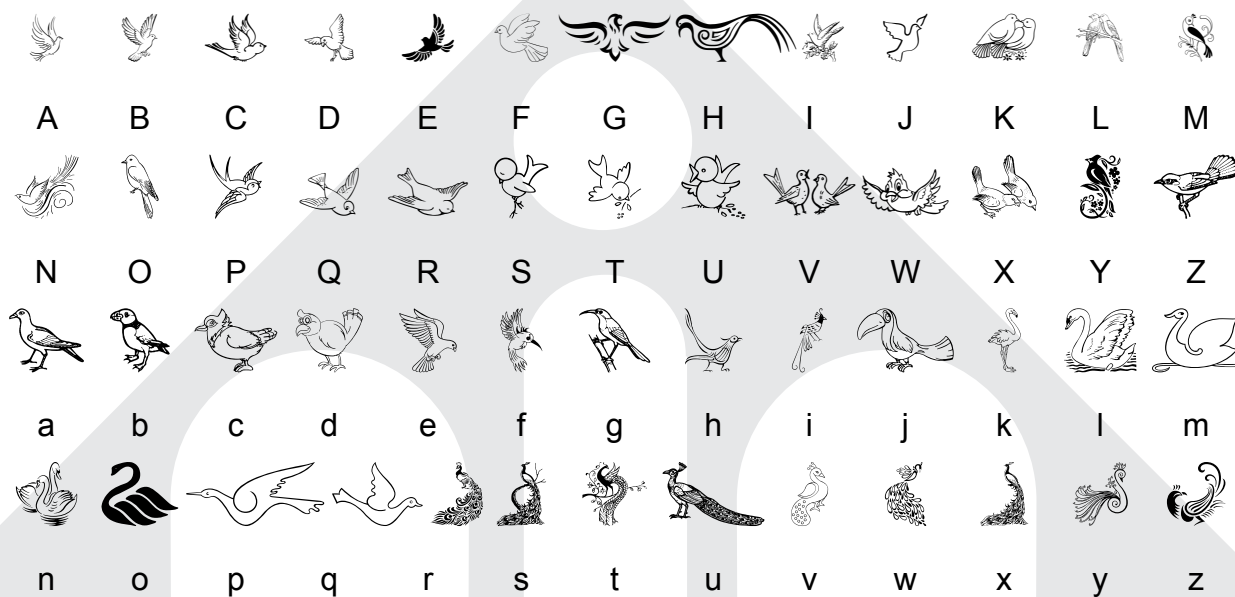 A B C D E F G H I J K L M
N O P Q R S T U V W X Y Z
a b c d e f g h i j k l m
n o p q r s t u v w x y z